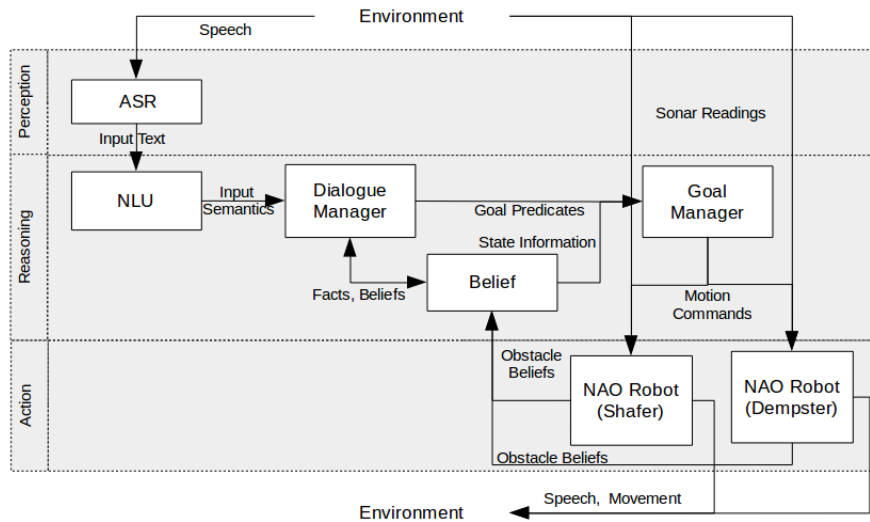 Environment
Speech
Perception
ASR
Sonar Readings
Input Text
Reasoning
NLU
Input
Semantics
Dialogue
Manager
Goal Predicates
Goal
Manager
State Information
Belief
Facts, Beliefs
Motion
Commands
Action
Obstacle
Beliefs
NAO Robot
(Shafer)
NAO Robot
(Dempster)
Obstacle Beliefs
Speech, Movement
Environment